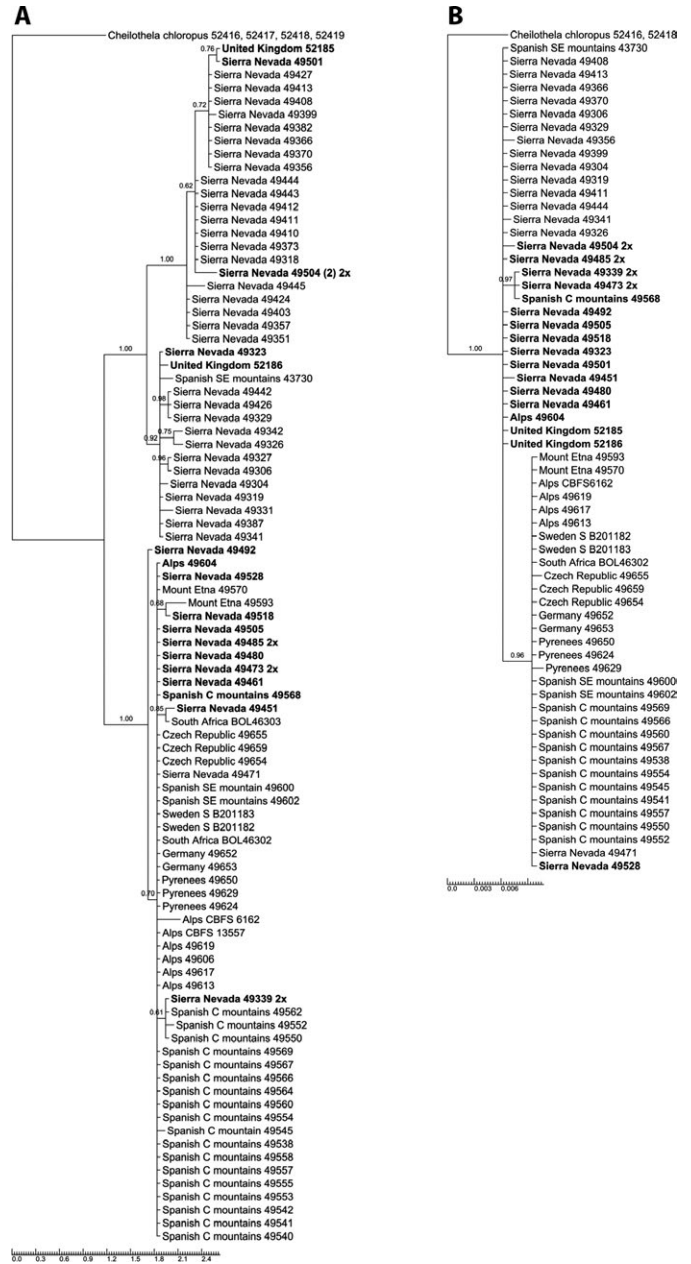 A
Cheilothela chloropus 52416, 52417, 52418, 52419
0.76
United Kingdom 52185
Sierra Nevada 49501
Sierra Nevada 49427
Sierra Nevada 49413
0.72
Sierra Nevada 49408
Sierra Nevada 49399
Sierra Nevada 49382
Sierra Nevada 49366
Sierra Nevada 49370
Sierra Nevada 49356
0.62
Sierra Nevada 49444
Sierra Nevada 49443
Sierra Nevada 49412
Sierra Nevada 49411
Sierra Nevada 49410
Sierra Nevada 49373
Sierra Nevada 49318
1.00
Sierra Nevada 49504 (2) 2x
Sierra Nevada 49445
Sierra Nevada 49424
Sierra Nevada 49403
Sierra Nevada 49357
Sierra Nevada 49351
1.00
Sierra Nevada 49323
United Kingdom 52186
Spanish SE mountains 43730
Sierra Nevada 49442
0.98
Sierra Nevada 49426
Sierra Nevada 49329
0.75
Sierra Nevada 49342
0.92
Sierra Nevada 49326
0.96
Sierra Nevada 49327
Sierra Nevada 49306
Sierra Nevada 49304
Sierra Nevada 49319
Sierra Nevada 49331
Sierra Nevada 49387
Sierra Nevada 49341
Sierra Nevada 49492
Alps 49604
Sierra Nevada 49528
Mount Etna 49570
0.68
Mount Etna 49593
Sierra Nevada 49518
Sierra Nevada 49505
Sierra Nevada 49485 2x
Sierra Nevada 49480
Sierra Nevada 49473 2x
Sierra Nevada 49461
Spanish C mountains 49568
0.85
Sierra Nevada 49451
1.00
South Africa BOL46303
Czech Republic 49655
Czech Republic 49659
Czech Republic 49654
Sierra Nevada 49471
Spanish SE mountain 49600
Spanish SE mountains 49602
Sweden S B201183
Sweden S B201182
South Africa BOL46302
Germany 49652
Germany 49653
Pyrenees 49650
0.70
Pyrenees 49629
Pyrenees 49624
Alps CBFS 6162
Alps CBFS 13557
Alps 49619
Alps 49606
Alps 49617
Alps 49613
Sierra Nevada 49339 2x
0.61
Spanish C mountains 49562
Spanish C mountains 49552
Spanish C mountains 49550
Spanish C mountains 49569
Spanish C mountains 49567
Spanish C mountains 49566
Spanish C mountains 49564
Spanish C mountains 49560
Spanish C mountains 49554
Spanish C mountain 49545
Spanish C mountains 49538
Spanish C mountains 49558
Spanish C mountains 49557
Spanish C mountains 49555
Spanish C mountains 49553
Spanish C mountains 49542
Spanish C mountains 49541
Spanish C mountains 49540
0.0 0.3 0.6 0.9 1.2 1.5 1.8 2.1 2.4
B
Cheilothela chloropus 52416, 52418
Spanish SE mountains 43730
Sierra Nevada 49408
Sierra Nevada 49413
Sierra Nevada 49366
Sierra Nevada 49370
Sierra Nevada 49306
Sierra Nevada 49329
Sierra Nevada 49356
Sierra Nevada 49399
Sierra Nevada 49304
Sierra Nevada 49319
Sierra Nevada 49411
Sierra Nevada 49444
Sierra Nevada 49341
Sierra Nevada 49326
Sierra Nevada 49504 2x
Sierra Nevada 49485 2x
Sierra Nevada 49339 2x
0.97
Sierra Nevada 49473 2x
Spanish C mountains 49568
Sierra Nevada 49492
Sierra Nevada 49505
Sierra Nevada 49518
1.00
Sierra Nevada 49323
Sierra Nevada 49501
Sierra Nevada 49451
Sierra Nevada 49480
Sierra Nevada 49461
Alps 49604
United Kingdom 52185
United Kingdom 52186
Mount Etna 49593
Mount Etna 49570
Alps CBFS6162
Alps 49619
Alps 49617
Alps 49613
Sweden S B201182
Sweden S B201183
South Africa BOL46302
Czech Republic 49655
Czech Republic 49659
Czech Republic 49654
Germany 49652
Germany 49653
Pyrenees 49650
0.96
Pyrenees 49624
Pyrenees 49629
Spanish SE mountains 49600
Spanish SE mountains 49602
Spanish C mountains 49569
Spanish C mountains 49566
Spanish C mountains 49560
Spanish C mountains 49567
Spanish C mountains 49538
Spanish C mountains 49554
Spanish C mountains 49545
Spanish C mountains 49541
Spanish C mountains 49557
Spanish C mountains 49550
Spanish C mountains 49552
Sierra Nevada 49471
Sierra Nevada 49528
0.0 0.003 0.006